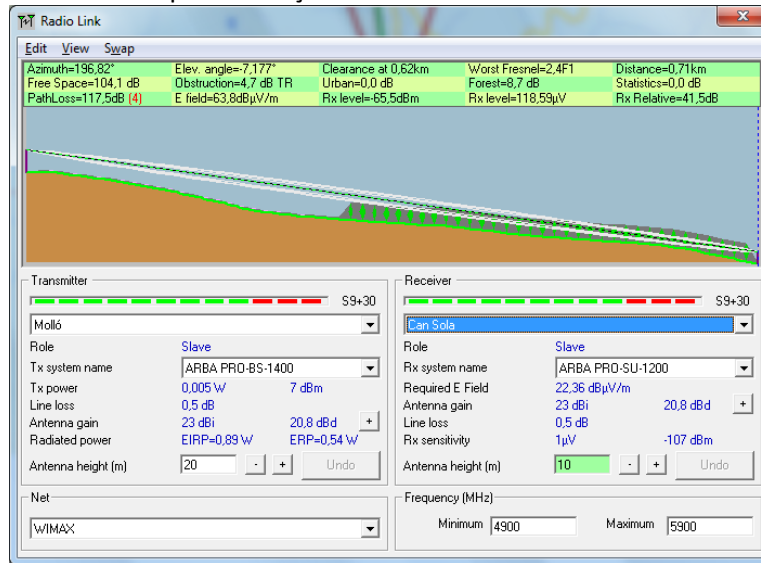 Radio Link
Edit View Swap
Azimuth=196,82° Elev. angle=-7,177° Clearance at 0,62km Worst Fresnel=2,4F1 Distance=0,71km
Free Space=104,1 dB Obstruction=4,7 dB TR Urban=0,0 dB Forest=8,7 dB Statistics=0,0 dB
PathLoss=117,5dB (4) E field=63,8dBµV/m Rx level=-65,5dBm Rx level=118,59µV Rx Relative=41,5dB
Transmitter Receiver
S9+30 S9+30
Molló Can Sola
Role Slave Role Slave
Tx system name ARBA PRO-BS-1400 Rx system name ARBA PRO-SU-1200
Tx power 0,005 W 7 dBm Required E Field 22,36 dBµV/m
Line loss 0,5 dB Antenna gain 23 dBi 20,8 dBd +
Antenna gain 23 dBi 20,8 dBd + Line loss 0,5 dB
Radiated power EIRP=0,89 W ERP=0,54 W Rx sensitivity 1µV -107 dBm
Antenna height (m) 20 - + Undo Antenna height (m) 10 - + Undo
Net Frequency (MHz)
WIMAX Minimum 4900 Maximum 5900